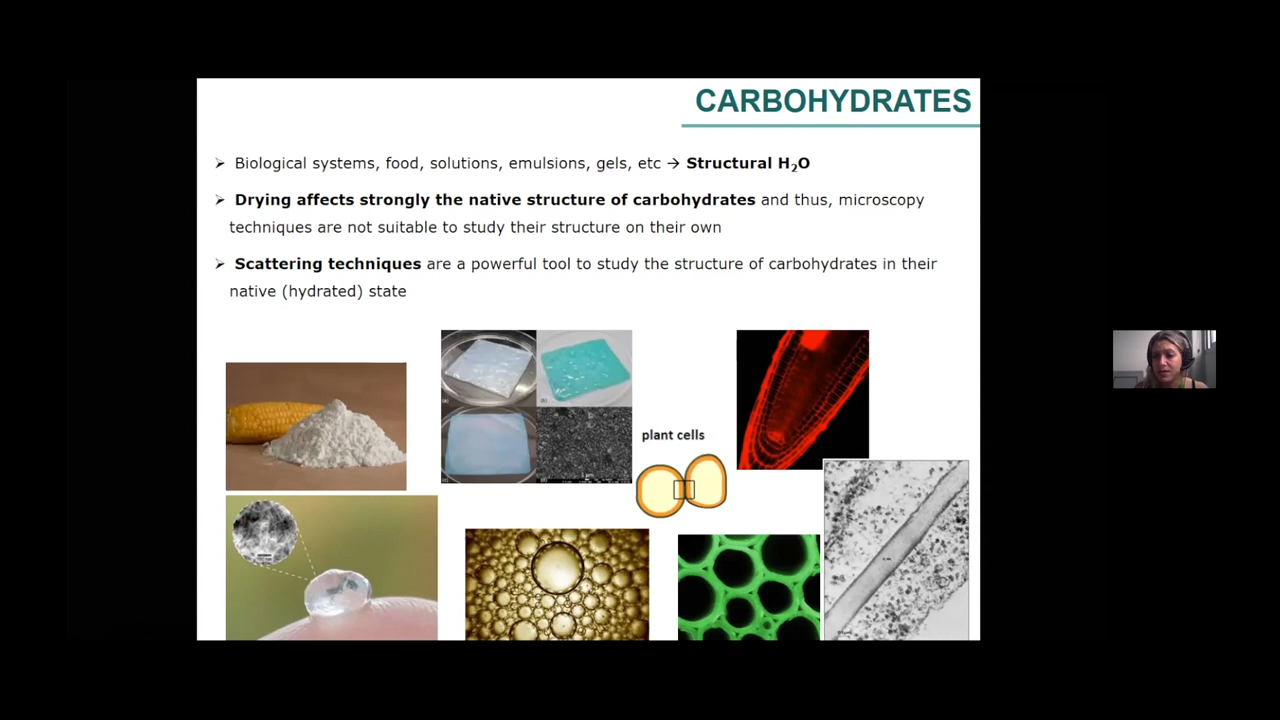 CARBOHYDRATES
➢ Biological systems, food, solutions, emulsions, gels, etc → Structural H₂O
➢ Drying affects strongly the native structure of carbohydrates and thus, microscopy
techniques are not suitable to study their structure on their own
➢ Scattering techniques are a powerful tool to study the structure of carbohydrates in their
native (hydrated) state
plant cells